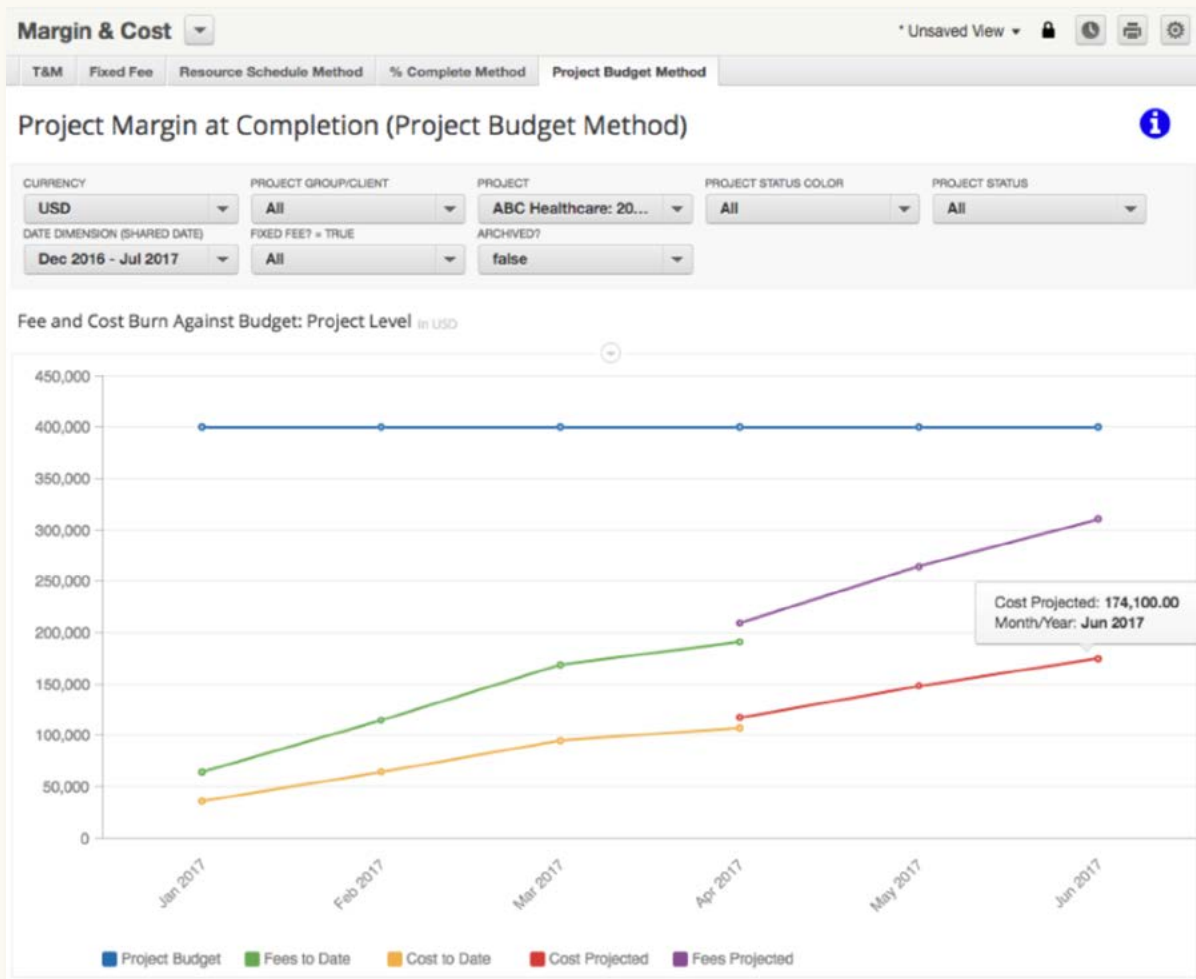 Margin & Cost
* Unsaved View
T&M Fixed Fee Resource Schedule Method % Complete Method Project Budget Method
Project Margin at Completion (Project Budget Method)
i
CURRENCY PROJECT GROUP/CLIENT PROJECT PROJECT STATUS COLOR PROJECT STATUS
USD All ABC Healthcare: 20... All All
DATE DIMENSION (SHARED DATE) FIXED FEE? = TRUE ARCHIVED?
Dec 2016 - Jul 2017 All false
Fee and Cost Burn Against Budget: Project Level In USD
450,000
400,000
350,000
300,000
250,000
Cost Projected: 174,100.00
Month/Year: Jun 2017
200,000
150,000
100,000
50,000
0
Jan 2017 Feb 2017 Mar 2017 Apr 2017 May 2017 Jun 2017
Project Budget Fees to Date Cost to Date Cost Projected Fees Projected